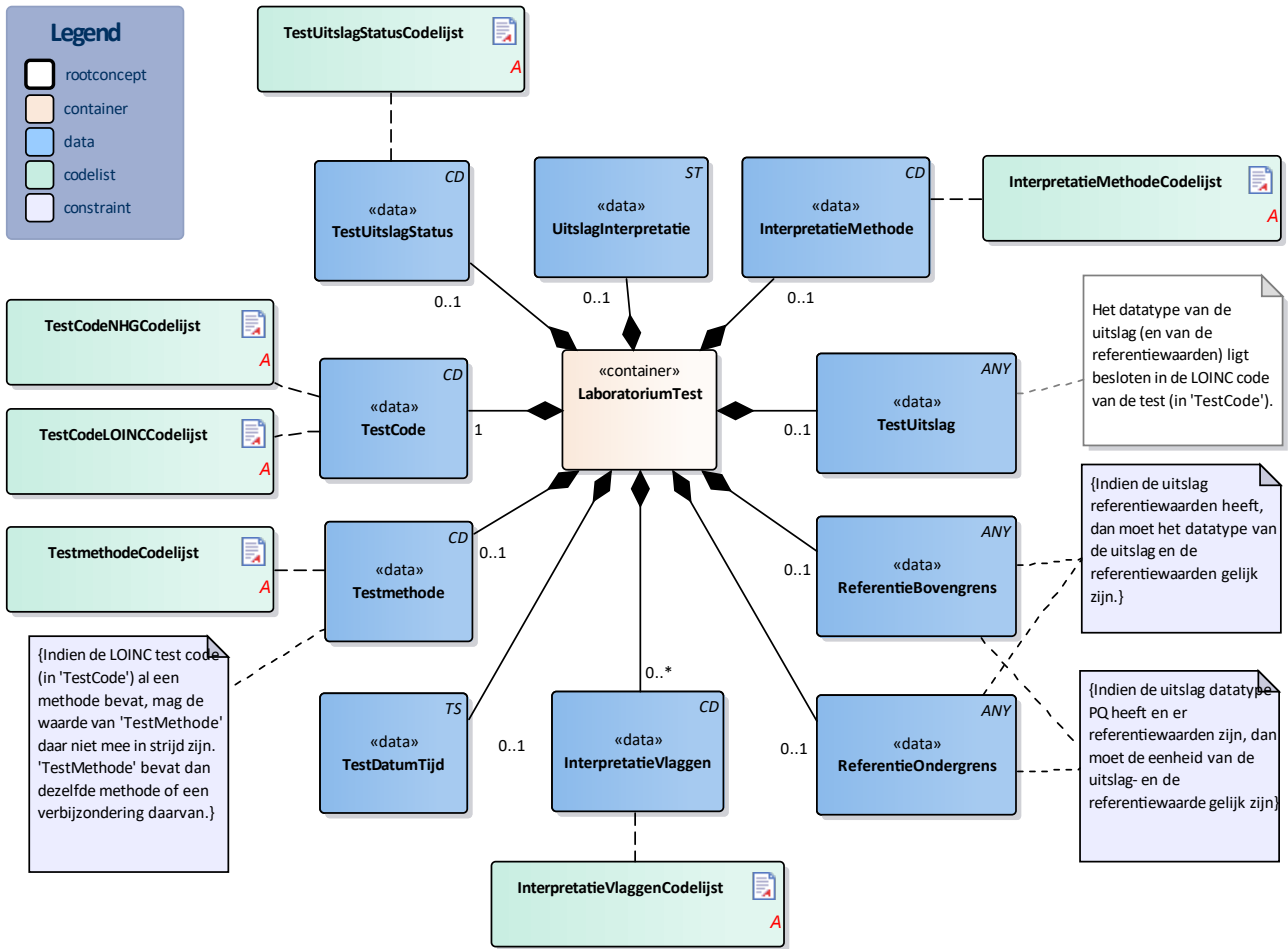 Legend
rootconcept
container
data
codelist
constraint
TestUitslagStatusCodelijst
A
CD
«data»
TestUitslagStatus
0..1
ST
«data»
UitslagInterpretatie
0..1
CD
«data»
InterpretatieMethode
0..1
InterpretatieMethodeCodelijst
A
TestCodeNHGCodelijst
A
TestCodeLOINCCodelijst
A
CD
«data»
TestCode
1
«container»
LaboratoriumTest
ANY
«data»
TestUitslag
0..1
Het datatype van de
uitslag (en van de
referentiewaarden) ligt
besloten in de LOINC code
van de test (in 'TestCode').
TestmethodeCodelijst
A
CD
«data»
Testmethode
0..1
ANY
«data»
ReferentieBovengrens
0..1
{Indien de uitslag
referentiewaarden heeft,
dan moet het datatype van
de uitslag en de
referentiewaarden gelijk
zijn.}
{Indien de LOINC test code
(in 'TestCode') al een
methode bevat, mag de
waarde van 'TestMethode'
daar niet mee in strijd zijn.
'TestMethode' bevat dan
dezelfde methode of een
verbijzondering daarvan.}
TS
«data»
TestDatumTijd
0..1
0..*
CD
«data»
InterpretatieVlaggen
ANY
«data»
ReferentieOndergrens
0..1
{Indien de uitslag datatype
PQ heeft en er
referentiewaarden zijn, dan
moet de eenheid van de
uitslag- en de
referentiewaarde gelijk zijn}
InterpretatieVlaggenCodelijst
A